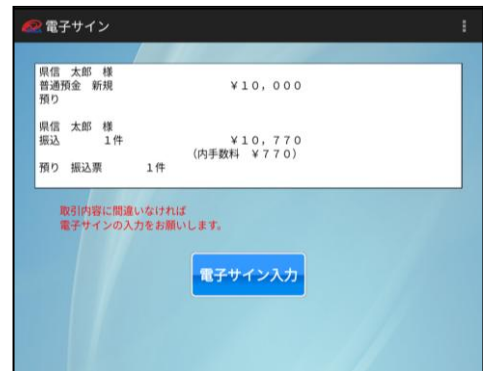 電子サイン
県信 太郎 様
普通預金 新規 ¥10,000
預り
県信 太郎 様
振込 1件 ¥10,770
(内手数料 ¥770)
預り 振込票 1件
取引内容に間違いなければ
電子サインの入力をお願いします。
電子サイン入力